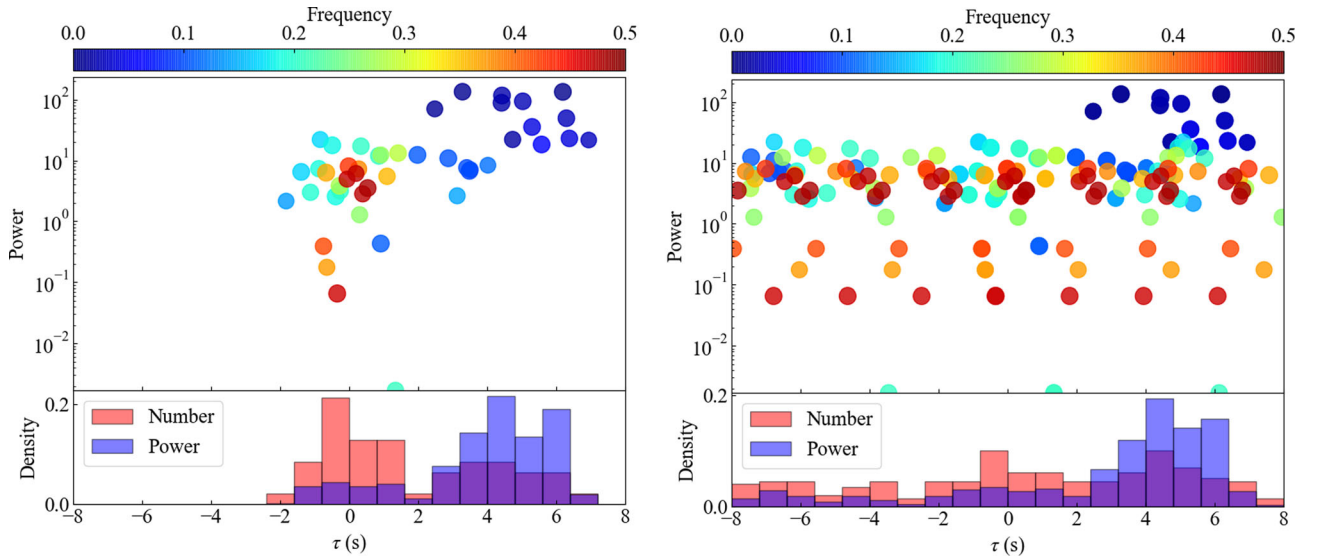 Frequency
0.0 0.1 0.2 0.3 0.4 0.5
Power
10²
10¹
10⁰
10⁻¹
10⁻²
Density
0.2
0.0
Number
Power
−8 −6 −4 −2 0 2 4 6 8
τ (s)
Frequency
0.0 0.1 0.2 0.3 0.4 0.5
Power
10²
10¹
10⁰
10⁻¹
10⁻²
Density
0.2
0.0
Number
Power
−8 −6 −4 −2 0 2 4 6 8
τ (s)